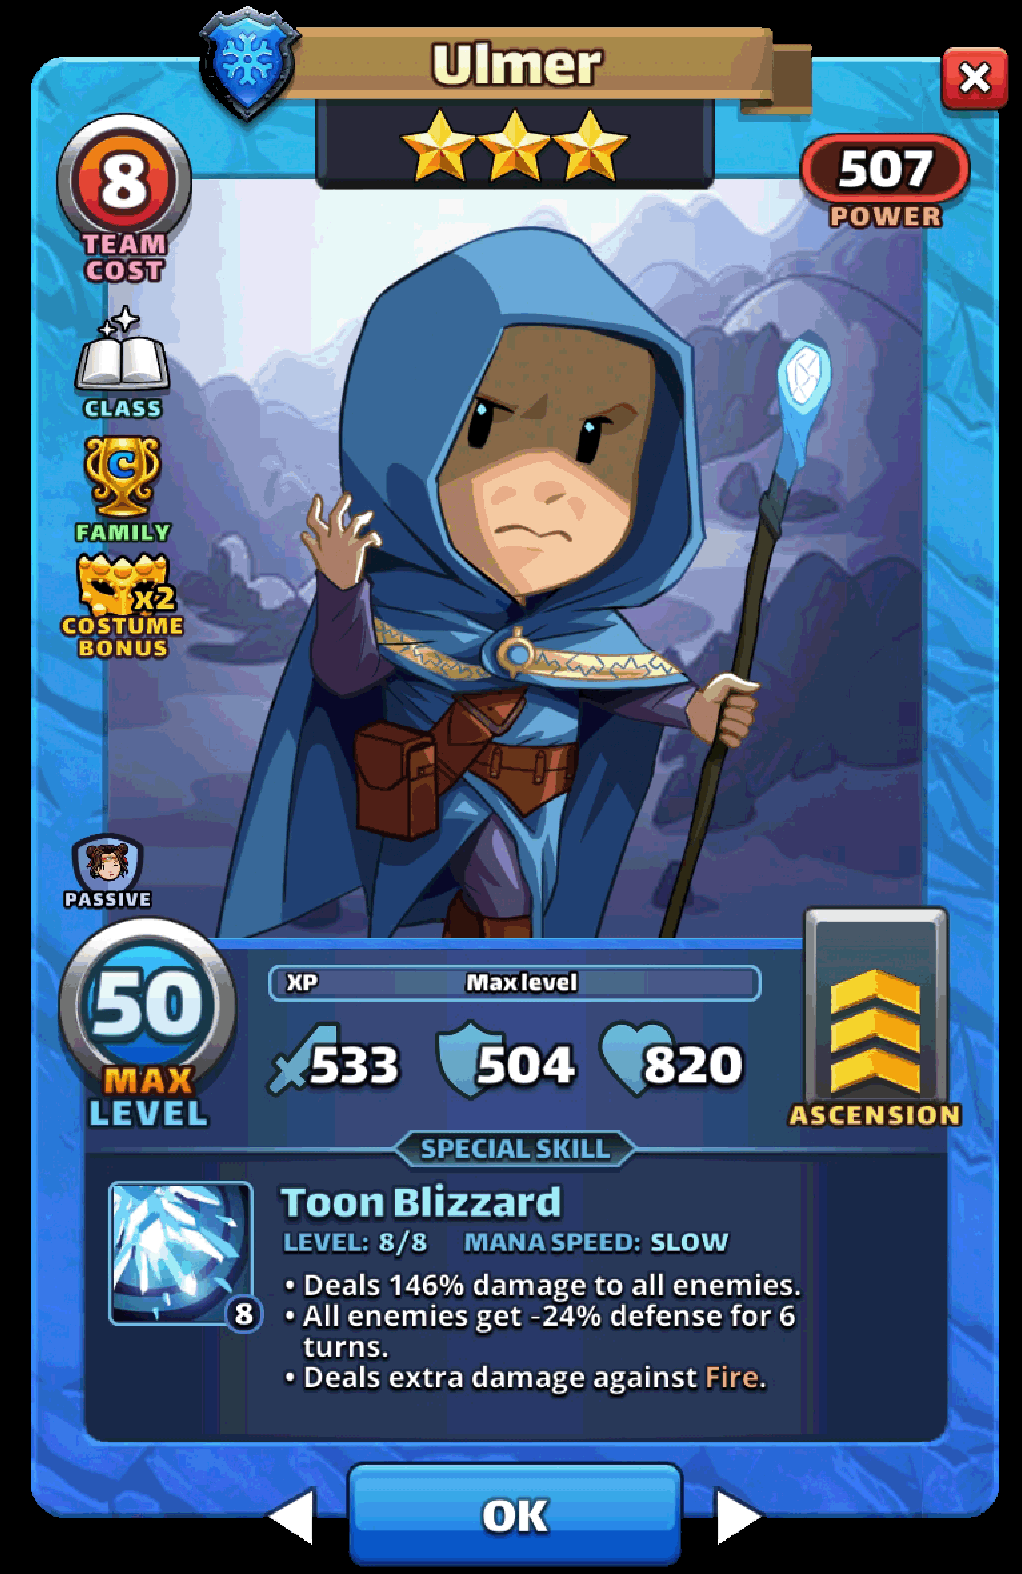 Ulmer
8
TEAM
COST
507
POWER
CLASS
C
FAMILY
x2
COSTUME
BONUS
PASSIVE
50
MAX
LEVEL
XP
Max level
533
504
820
ASCENSION
SPECIAL SKILL
Toon Blizzard
LEVEL: 8/8 MANA SPEED: SLOW
8
• Deals 146% damage to all enemies.
• All enemies get -24% defense for 6
turns.
• Deals extra damage against Fire.
OK